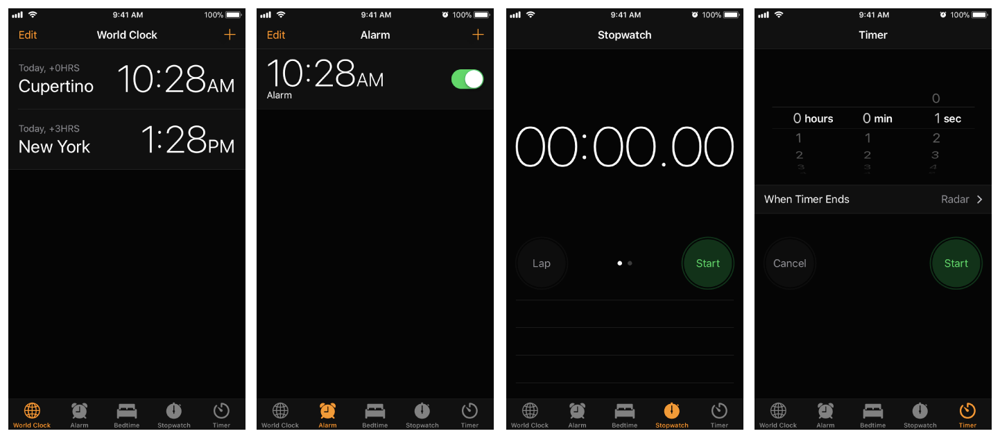 9:41 AM 100%
Edit World Clock +
Today, +0HRS
Cupertino 10:28AM
Today, +3HRS
New York 1:28PM
World Clock Alarm Bedtime Stopwatch Timer
9:41 AM 100%
Edit Alarm +
10:28AM
Alarm
World Clock Alarm Bedtime Stopwatch Timer
9:41 AM 100%
Stopwatch
00:00.00
Lap Start
World Clock Alarm Bedtime Stopwatch Timer
9:41 AM 100%
Timer
0
0 hours 0 min 1 sec
1 1 2
2 2 3
3 3 4
When Timer Ends Radar
Cancel Start
World Clock Alarm Bedtime Stopwatch Timer